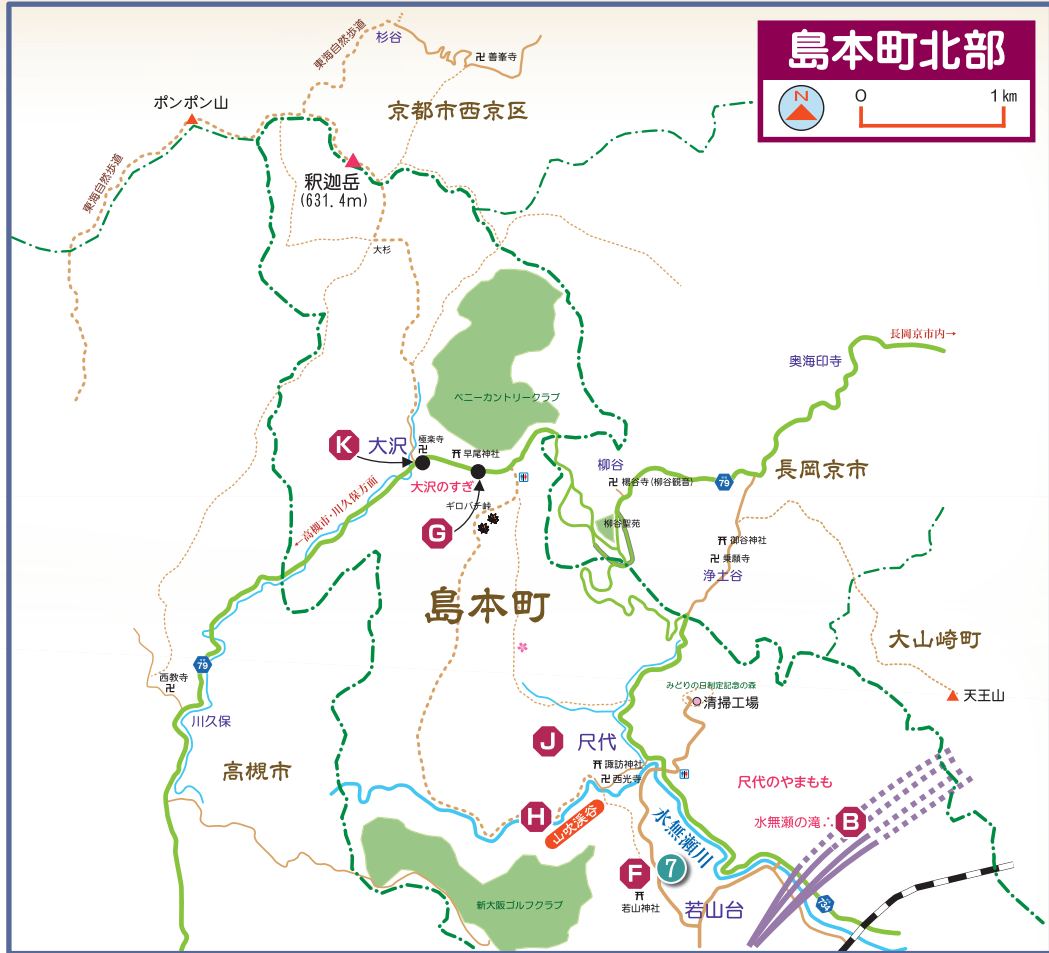 島本町北部
N
0 1km
杉谷
東海自然歩道
卍 善峯寺
ポンポン山
京都市西京区
東海自然歩道
釈迦岳
(631.4m)
大杉
長岡京市内→
奥海印寺
ベニーカントリークラブ
K
大沢
極楽寺
卍
早尾神社
大沢のすぎ
ギロバチ峠
G
←高槻市・川久保方面
柳谷
卍 楊谷寺(柳谷観音)
79
長岡京市
柳谷聖苑
御谷神社
卍 乗願寺
浄土谷
島本町
大山崎町
79
西教寺
卍
みどりの日制定記念の森
清掃工場
天王山
川久保
J
尺代
諏訪神社
卍 西光寺
高槻市
尺代のやまもも
水無瀬の滝
B
H
山吹渓谷
水無瀬川
F
7
若山神社
若山台
新大阪ゴルフクラブ
734